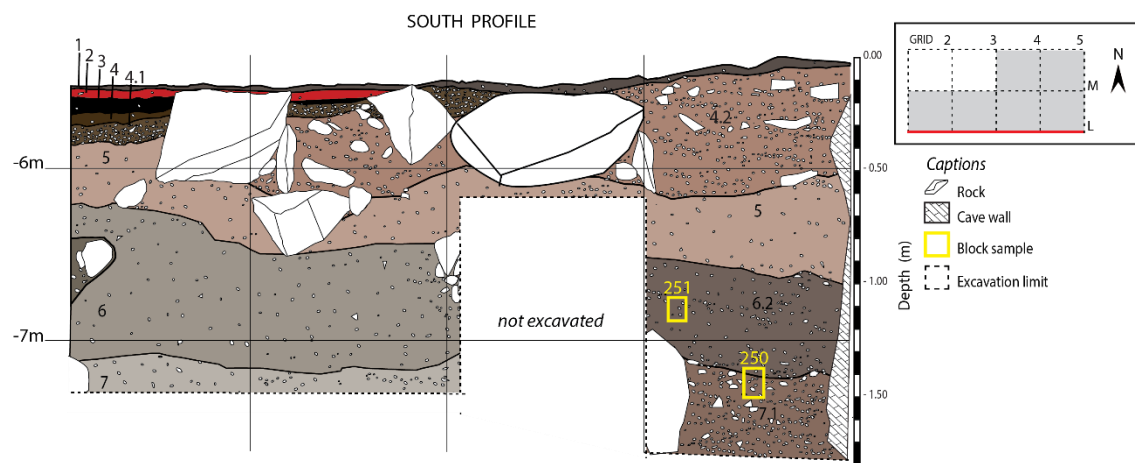 SOUTH PROFILE
1
2
3
4
4.1
0.00
GRID 2 3 4 5
N
M
L
4.2
-6m
5
-0.50
5
Captions
Rock
Cave wall
Block sample
Excavation limit
Depth (m)
-1.00
251
6.2
6
not excavated
-7m
250
7
7.1
-1.50